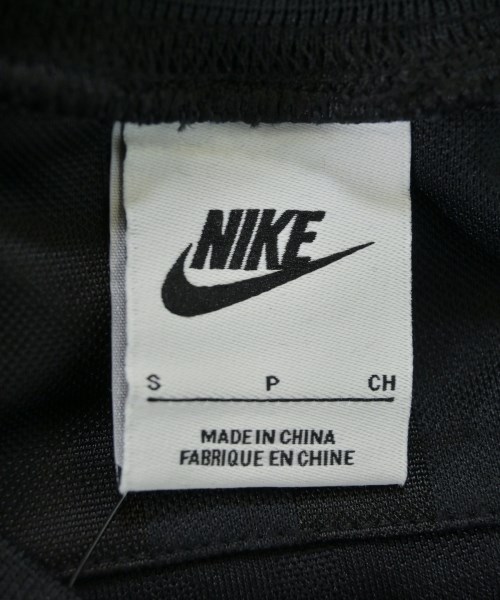 NIKE
S P CH
MADE IN CHINA
FABRIQUE EN CHINE